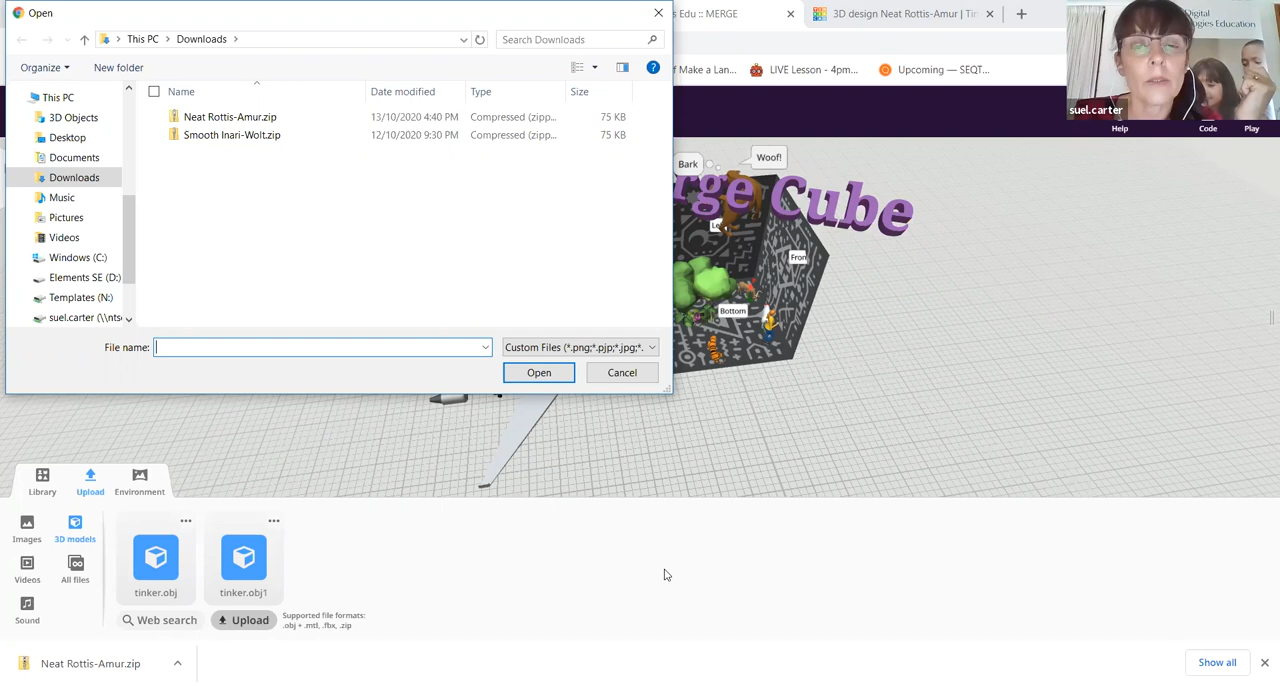 Open
s Edu :: MERGE
3D design Neat Rottis-Amur | Tin
This PC > Downloads >
Search Downloads
Organize
New folder
f Make a Lan...
LIVE Lesson - 4pm...
Upcoming — SEQT...
Digital
logies Education
suel.carter
Help
Code
Play
Name
Date modified
Type
Size
This PC
3D Objects
Desktop
Documents
Downloads
Music
Pictures
Videos
Windows (C:)
Elements SE (D:)
Templates (N:)
suel.carter (\\nts
Neat Rottis-Amur.zip 13/10/2020 4:40 PM Compressed (zipp... 75 KB
Smooth Inari-Wolt.zip 12/10/2020 9:30 PM Compressed (zipp... 75 KB
Bark
Woof!
rge Cube
Le
Fron
Bottom
File name:
Custom Files (*.png;*.pjp;*.jpg;*.
Open
Cancel
Library
Upload
Environment
Images
3D models
Videos
All files
Sound
tinker.obj
tinker.obj1
Web search
Upload
Supported file formats:
.obj + .mtl, .fbx, .zip
Neat Rottis-Amur.zip
Show all